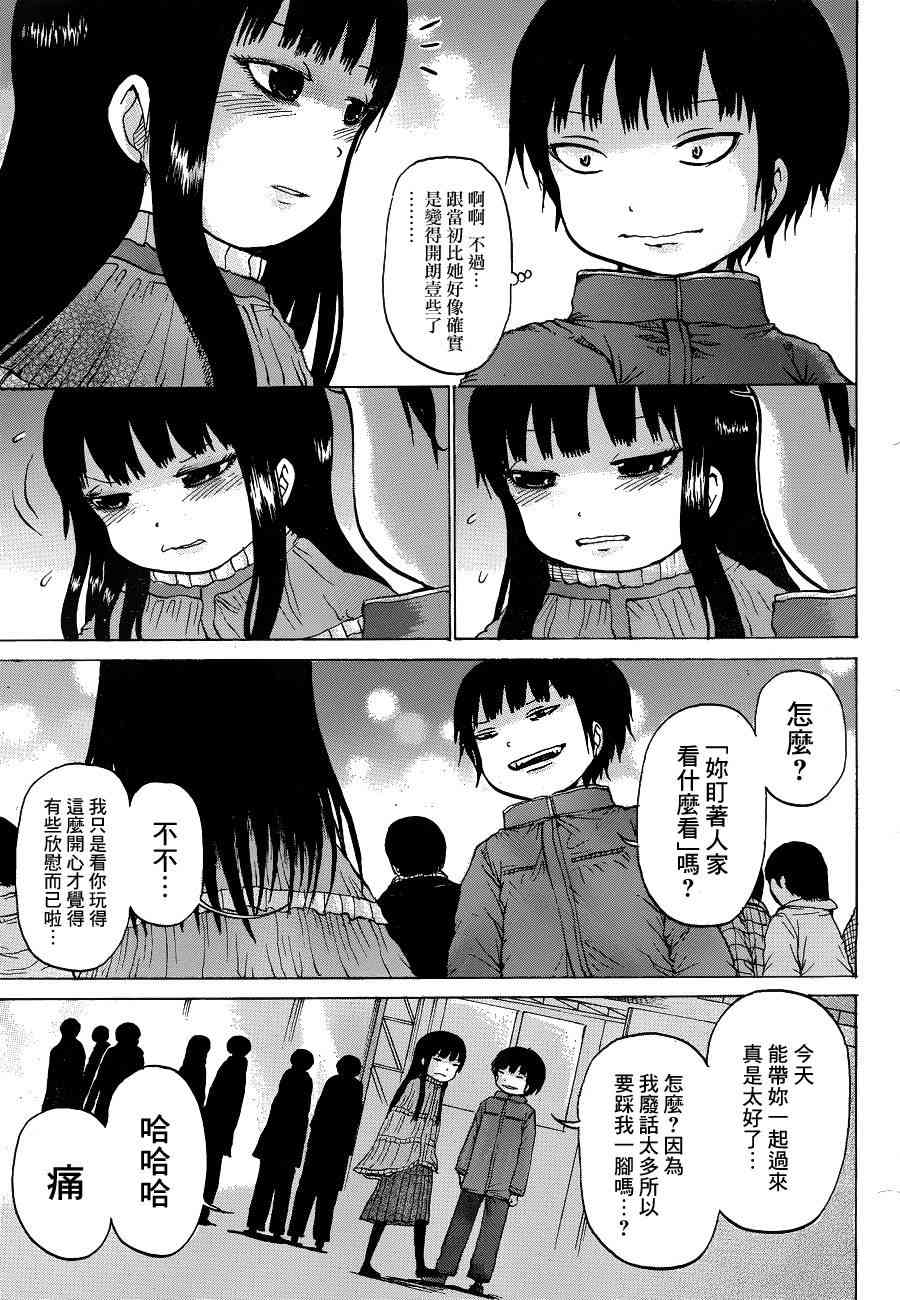 啊啊 不過…
跟當初比她好像確實
是變得開朗壹些了
………
怎麼？
「妳盯著人家
看什麼看」嗎？
不不…
我只是看你玩得
這麼開心才覺得
有些欣慰而已啦…
今天
能帶妳一起過來
真是太好了…
怎麼？因為
我廢話太多所以
要踩我一腳嗎…？
哈哈哈
痛